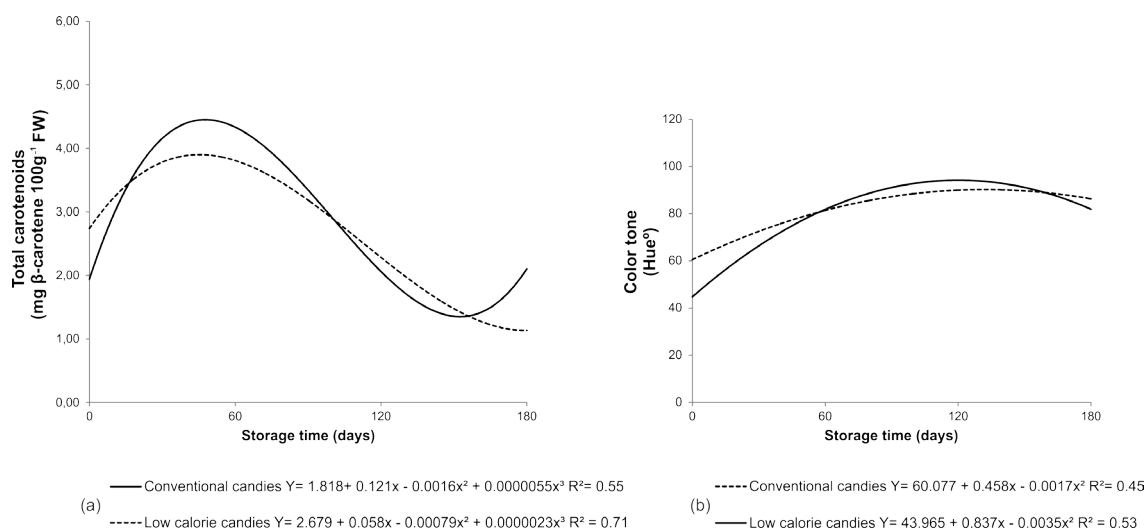 6,00
5,00
4,00
3,00
2,00
1,00
0,00
Total carotenoids
(mg β-carotene 100g⁻¹ FW)
0 60 120 180
Storage time (days)
120
100
80
60
40
20
0
Color tone
(Hueº)
0 60 120 180
Storage time (days)
(a)
Conventional candies Y= 1.818+ 0.121x - 0.0016x² + 0.0000055x³ R²= 0.55
Low calorie candies Y= 2.679 + 0.058x - 0.00079x² + 0.0000023x³ R²= 0.71
(b)
Conventional candies Y= 60.077 + 0.458x - 0.0017x² R²= 0.45
Low calorie candies Y= 43.965 + 0.837x - 0.0035x² R²= 0.53